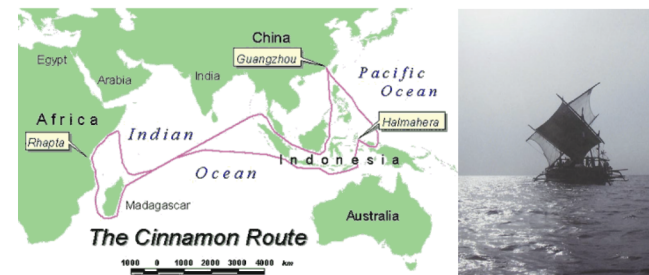 China
Guangzhou
Egypt
Arabia
India
Pacific
Ocean
Africa
Rhapta
Indian
Halmahera
Indonesia
Ocean
Madagascar
Australia
The Cinnamon Route
1000 0 1000 2000 3000 4000 km